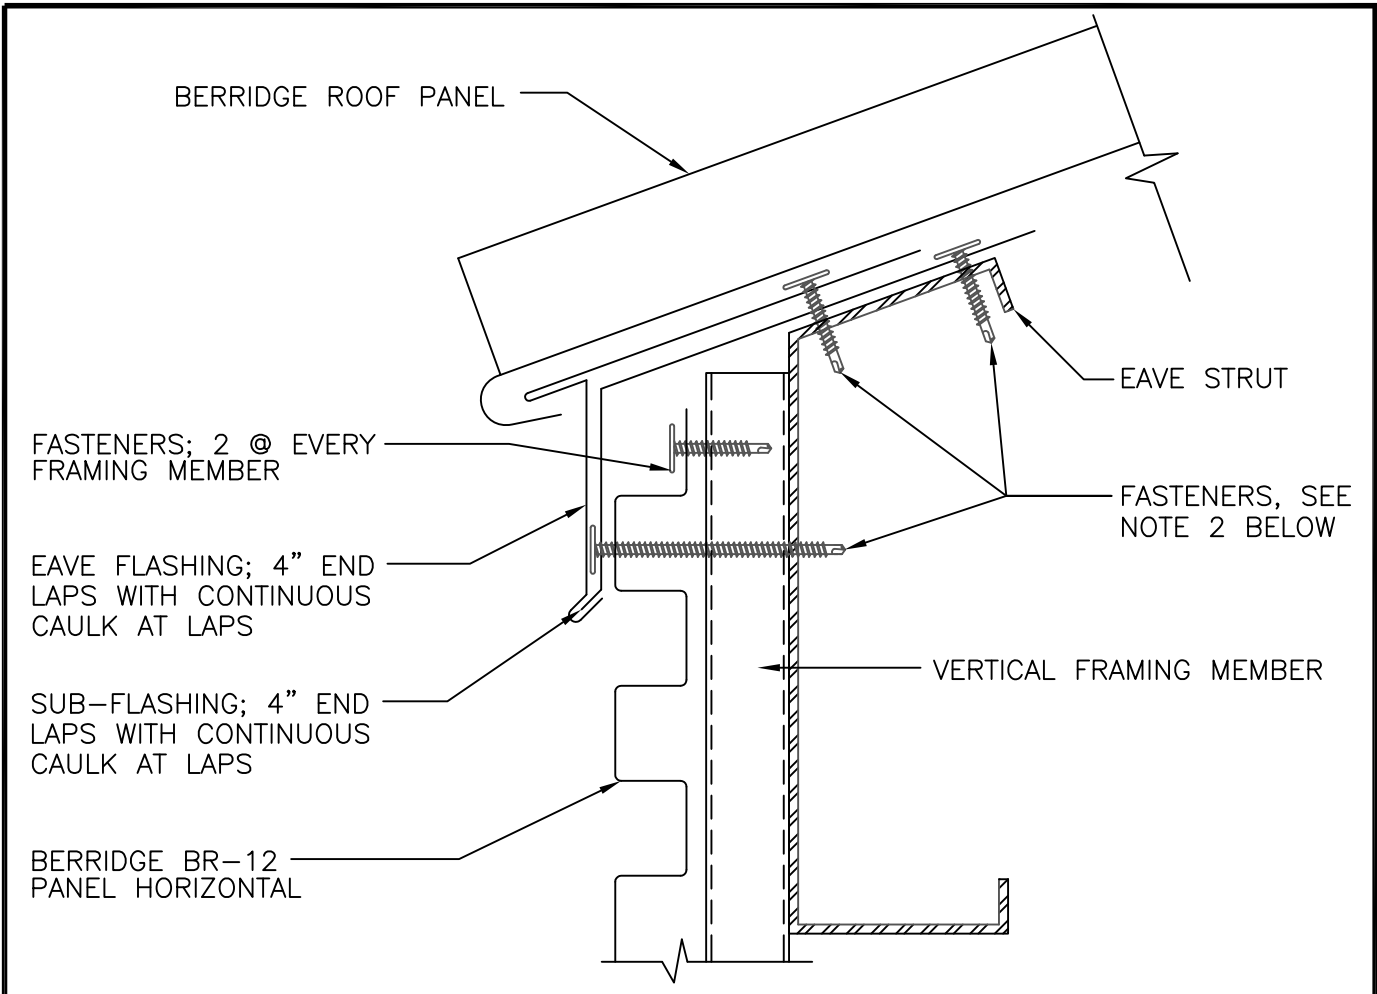 BERRIDGE ROOF PANEL
EAVE STRUT
FASTENERS; 2 @ EVERY
FRAMING MEMBER
FASTENERS, SEE
NOTE 2 BELOW
EAVE FLASHING; 4” END
LAPS WITH CONTINUOUS
CAULK AT LAPS
VERTICAL FRAMING MEMBER
SUB-FLASHING; 4” END
LAPS WITH CONTINUOUS
CAULK AT LAPS
BERRIDGE BR-12
PANEL HORIZONTAL